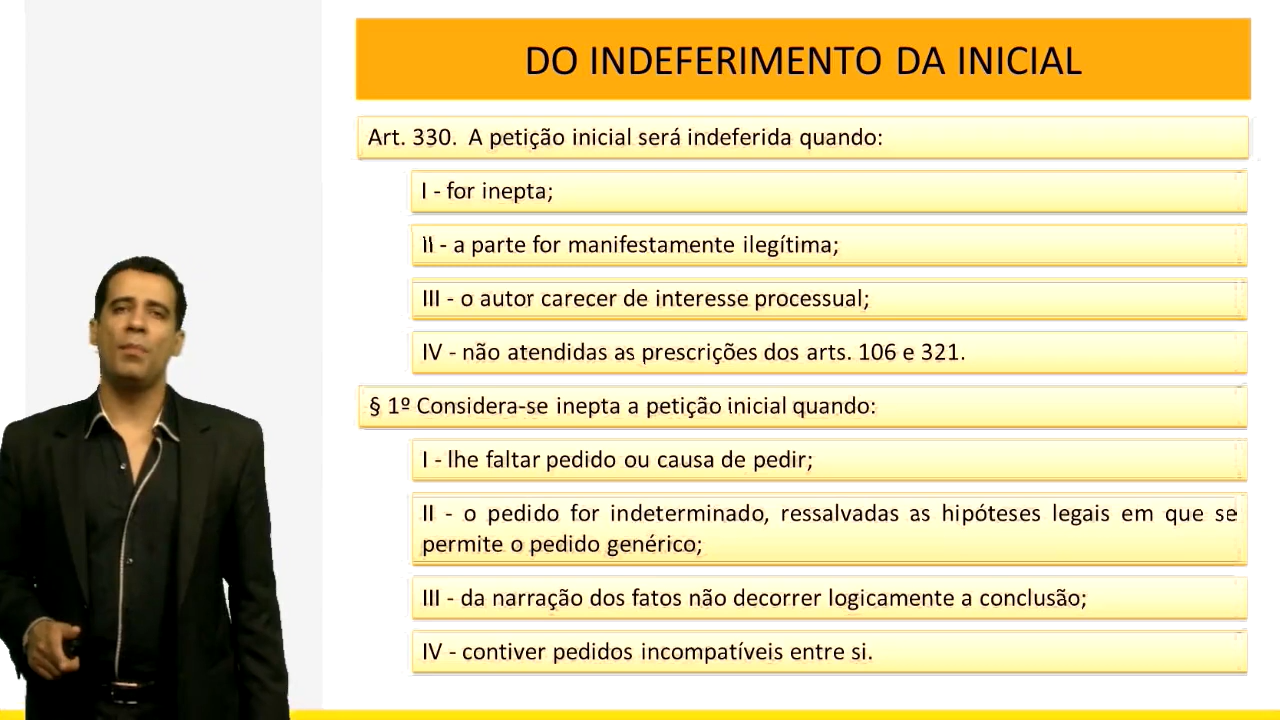 DO INDEFERIMENTO DA INICIAL
Art. 330. A petição inicial será indeferida quando:
I - for inepta;
II - a parte for manifestamente ilegítima;
III - o autor carecer de interesse processual;
IV - não atendidas as prescrições dos arts. 106 e 321.
§ 1º Considera-se inepta a petição inicial quando:
I - lhe faltar pedido ou causa de pedir;
II - o pedido for indeterminado, ressalvadas as hipóteses legais em que se
permite o pedido genérico;
III - da narração dos fatos não decorrer logicamente a conclusão;
IV - contiver pedidos incompatíveis entre si.